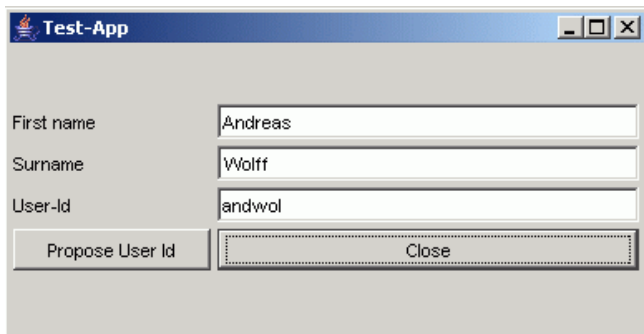 Test-App
First name Andreas
Surname Wolff
User-Id andwol
Propose User Id Close